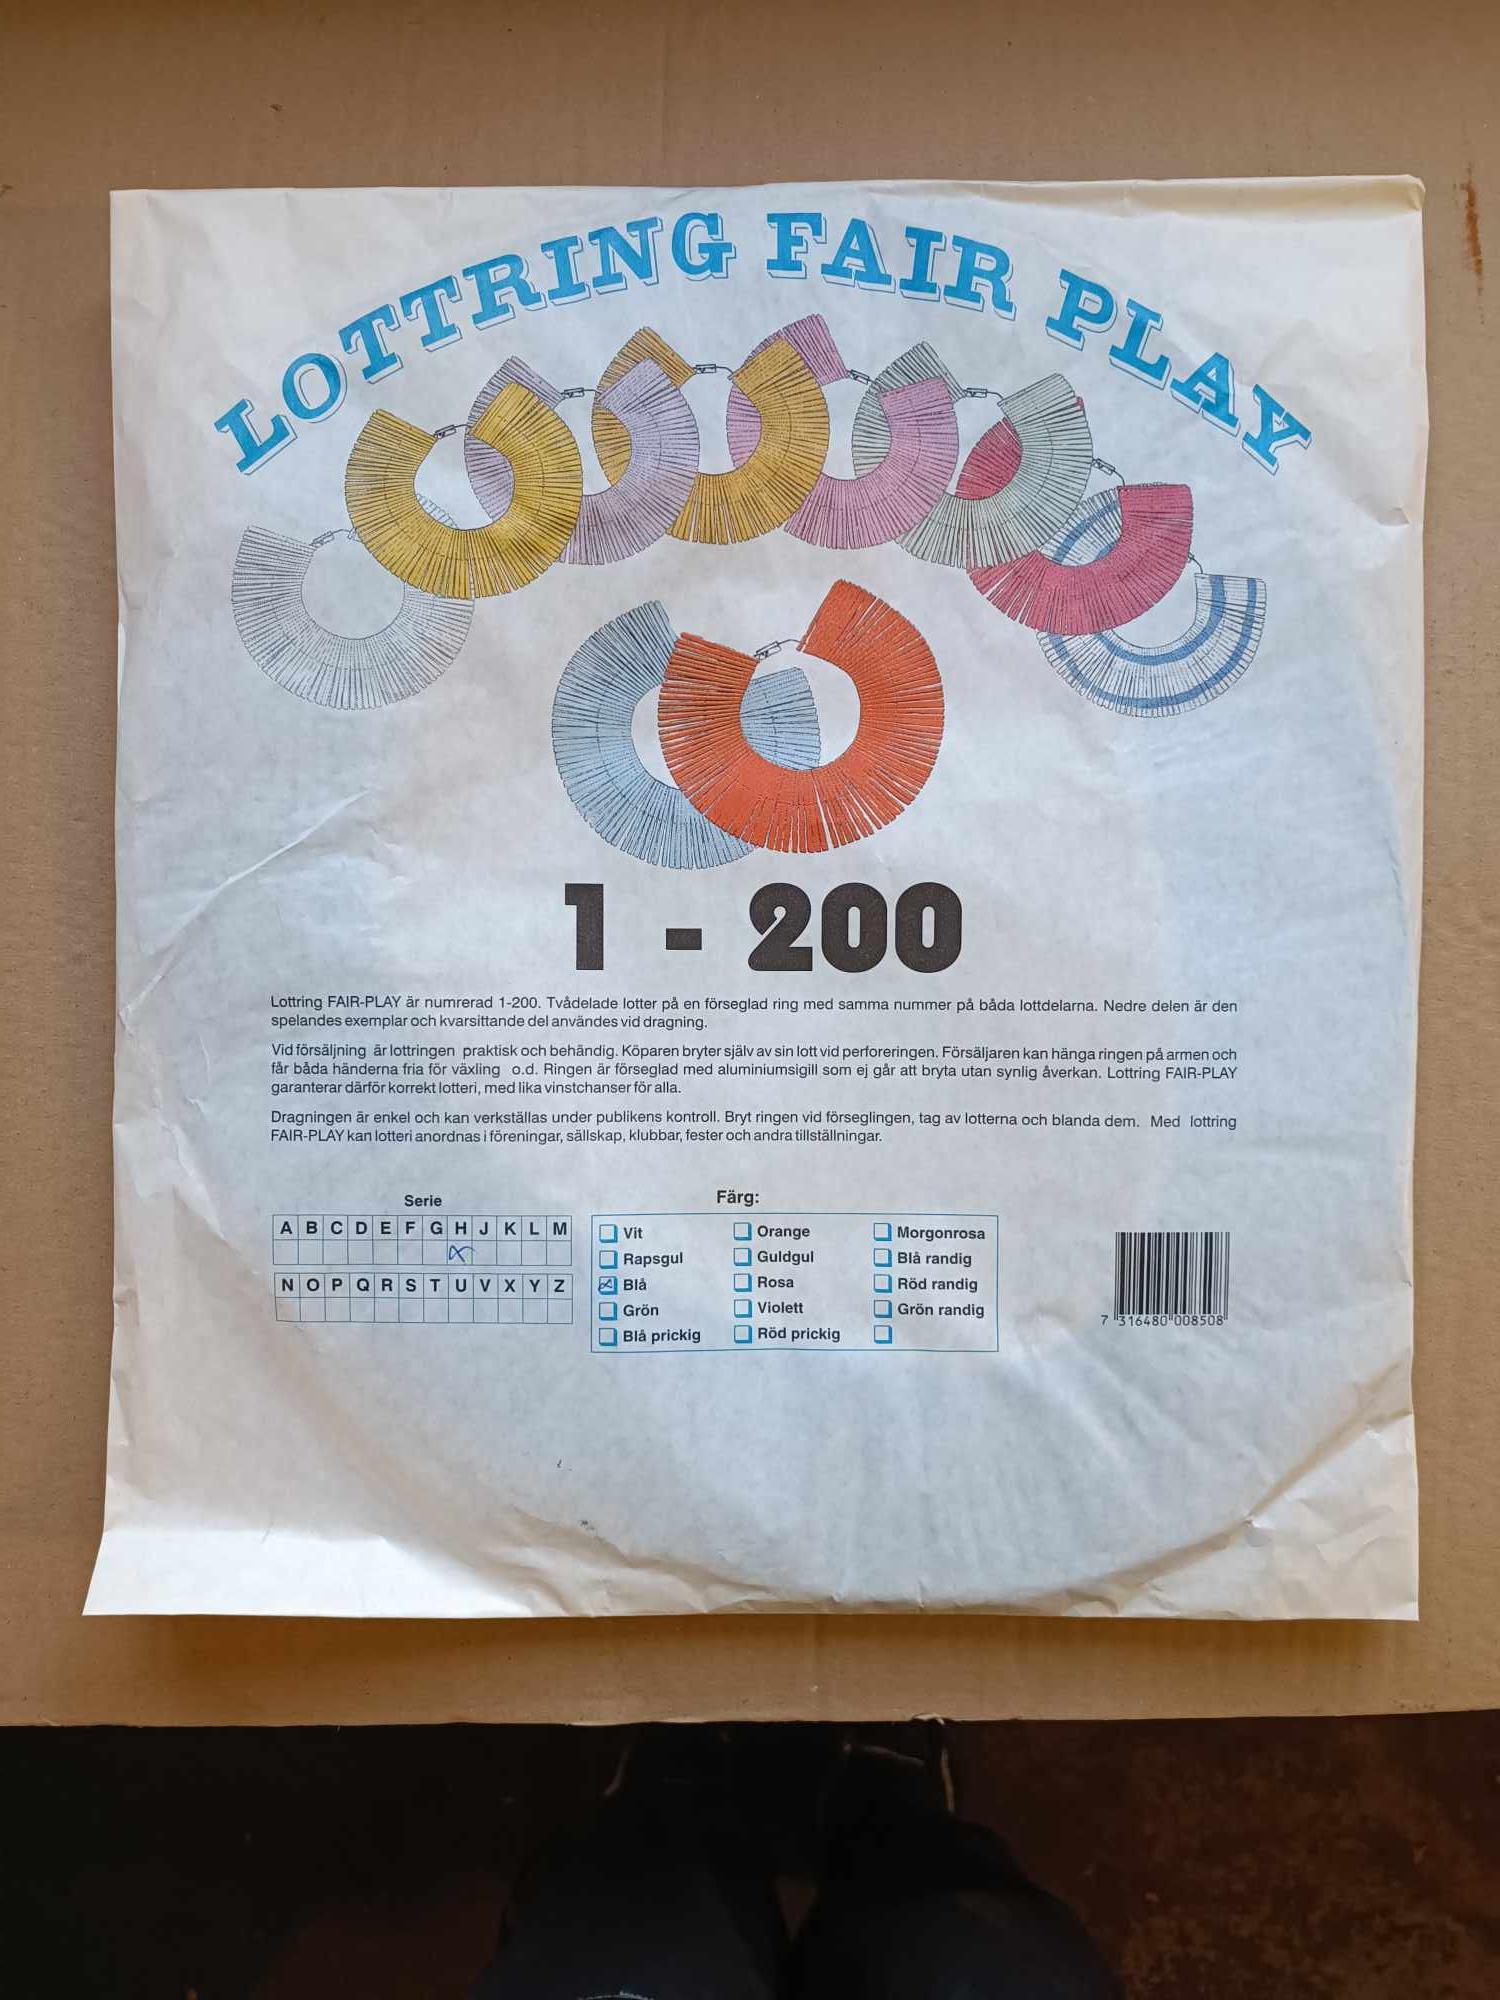 LOTTRING FAIR PLAY
1 - 200
Lottring FAIR-PLAY är numrerad 1-200. Tvådelade lotter på en förseglad ring med samma nummer på båda lottdelarna. Nedre delen är den
spelandes exemplar och kvarsittande del användes vid dragning.
Vid försäljning är lottringen praktisk och behändig. Köparen bryter själv av sin lott vid perforeringen. Försäljaren kan hänga ringen på armen och
får båda händerna fria för växling o.d. Ringen är förseglad med aluminiumsigill som ej går att bryta utan synlig åverkan. Lottring FAIR-PLAY
garanterar därför korrekt lotteri, med lika vinstchanser för alla.
Dragningen är enkel och kan verkställas under publikens kontroll. Bryt ringen vid förseglingen, tag av lotterna och blanda dem. Med lottring
FAIR-PLAY kan lotteri anordnas i föreningar, sällskap, klubbar, fester och andra tillställningar.
Serie
A B C D E F G H J K L M
N O P Q R S T U V X Y Z
Färg:
Vit Orange Morgonrosa
Rapsgul Guldgul Blå randig
Blå Rosa Röd randig
Grön Violett Grön randig
Blå prickig Röd prickig
7 316480 008508